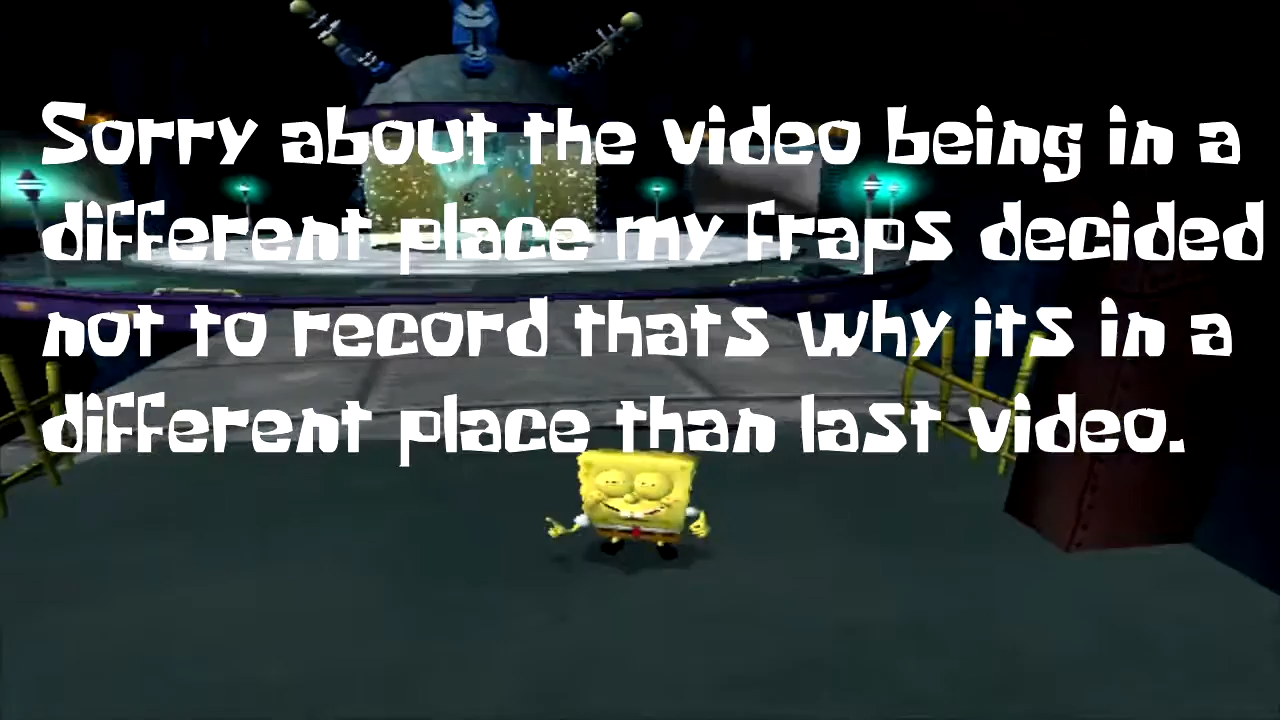 Sorry about the video being in a
different place my fraps decided
not to record thats why its in a
different place than last video.